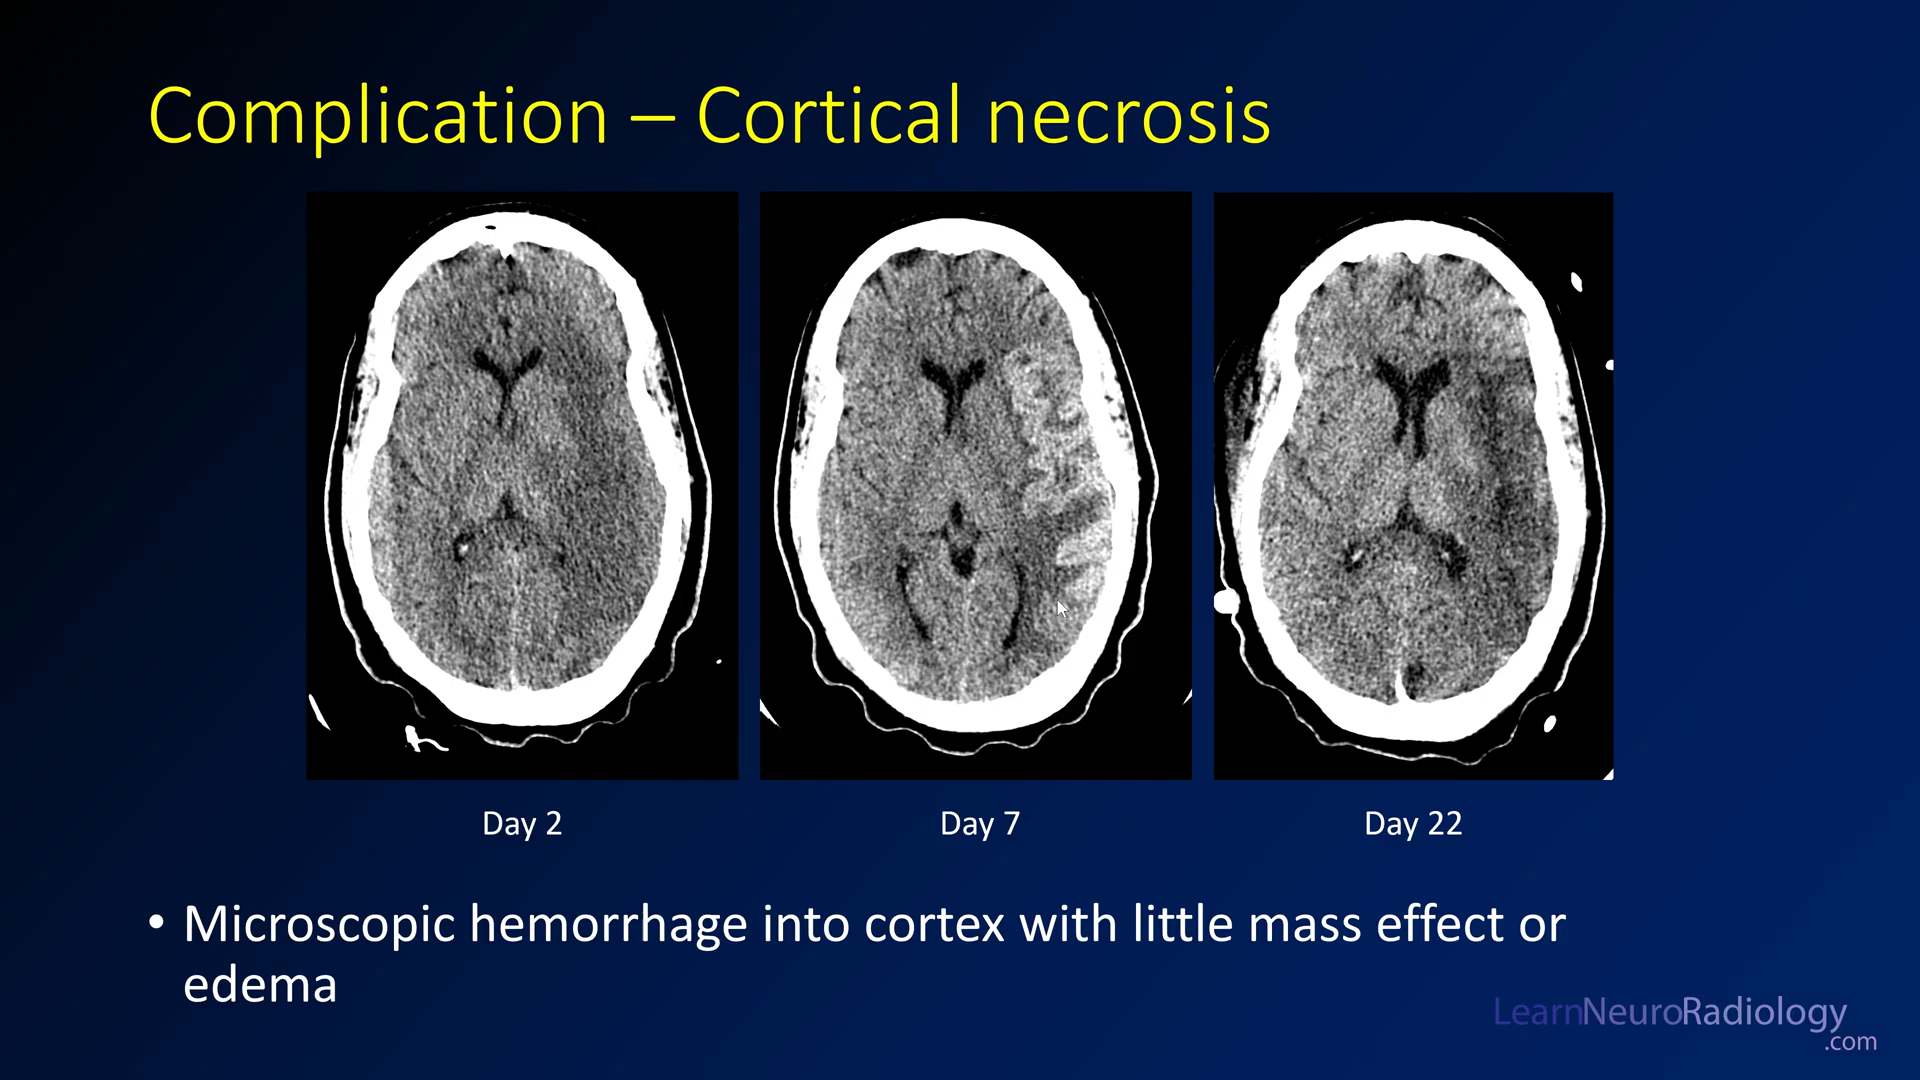 Complication – Cortical necrosis
Day 2
Day 7
Day 22
• Microscopic hemorrhage into cortex with little mass effect or
edema
LearnNeuroRadiology
.com